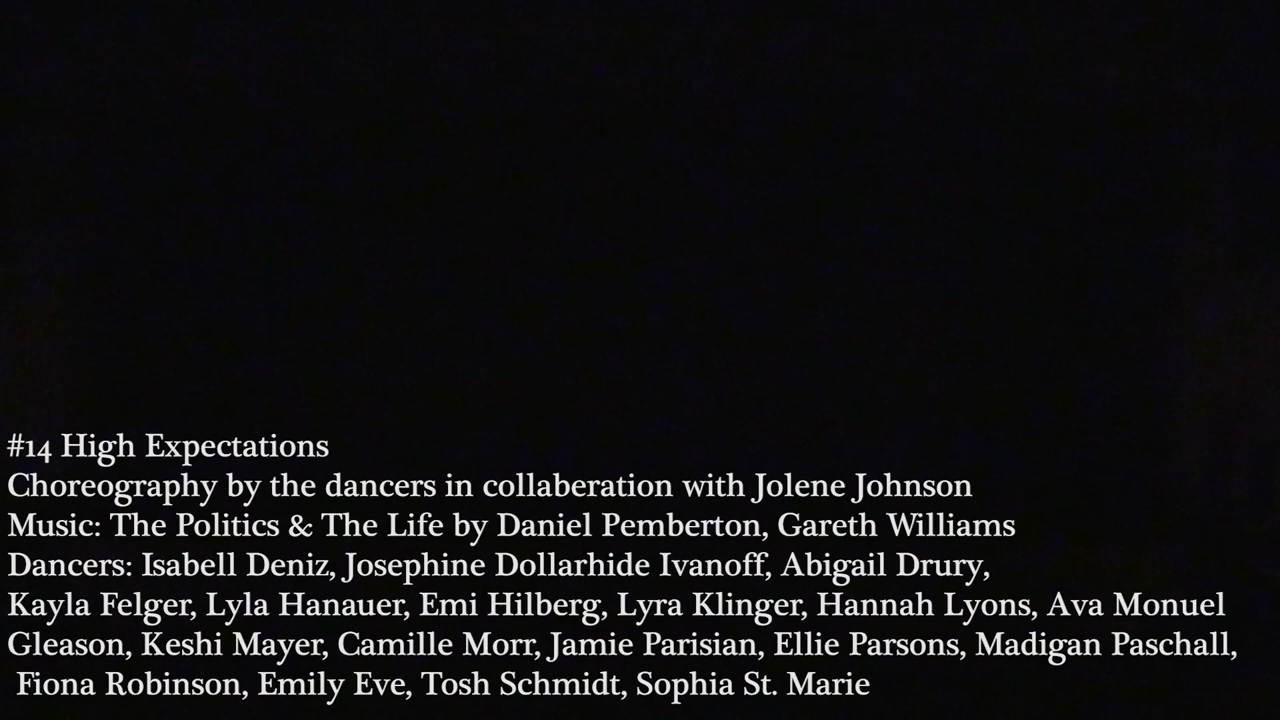 #14 High Expectations
Choreography by the dancers in collaberation with Jolene Johnson
Music: The Politics & The Life by Daniel Pemberton, Gareth Williams
Dancers: Isabell Deniz, Josephine Dollarhide Ivanoff, Abigail Drury,
Kayla Felger, Lyla Hanauer, Emi Hilberg, Lyra Klinger, Hannah Lyons, Ava Monuel
Gleason, Keshi Mayer, Camille Morr, Jamie Parisian, Ellie Parsons, Madigan Paschall,
Fiona Robinson, Emily Eve, Tosh Schmidt, Sophia St. Marie